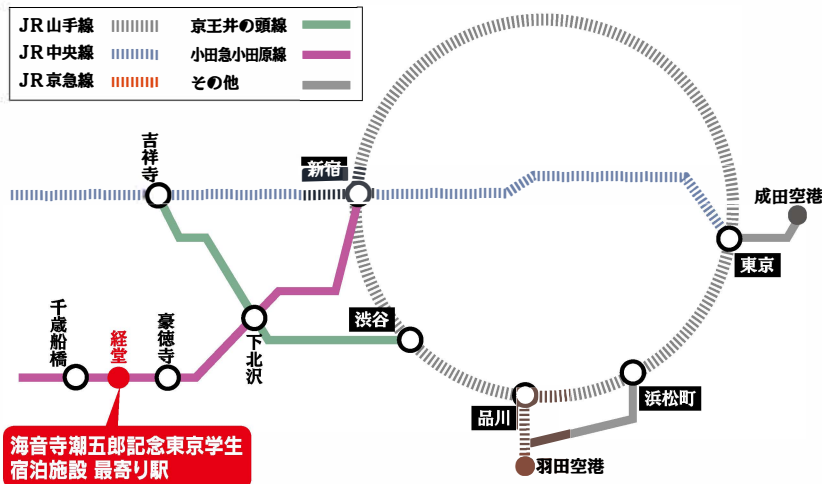 JR山手線
京王井の頭線
JR中央線
小田急小田原線
JR京急線
その他
吉祥寺
新宿
成田空港
東京
千歳船橋
経堂
豪徳寺
下北沢
渋谷
品川
浜松町
羽田空港
海音寺潮五郎記念東京学生
宿泊施設 最寄り駅